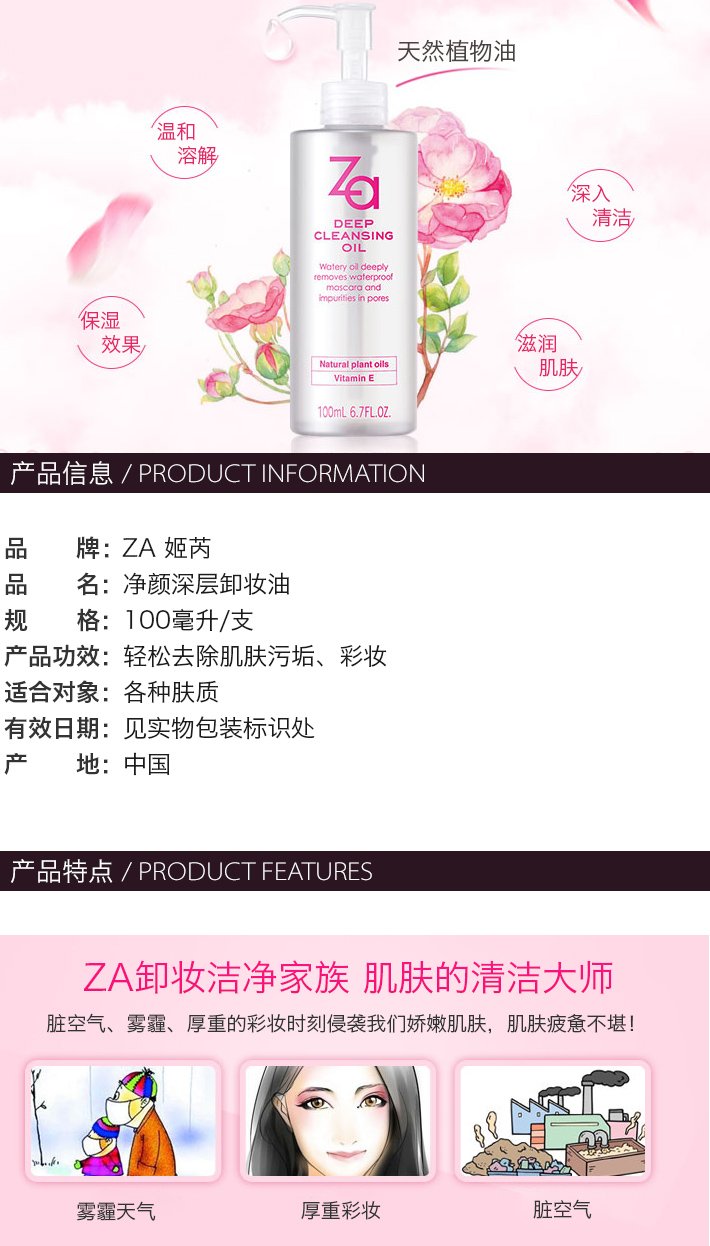 天然植物油
温和
溶解
Za
DEEP
CLEANSING
OIL
Watery oil deeply
removes waterproof
mascara and
impurities in pores
深入
清洁
保湿
效果
滋润
肌肤
Natural plant oils
Vitamin E
100mL 6.7FL.OZ.
产品信息 / PRODUCT INFORMATION
品 牌：ZA 姬芮
品 名：净颜深层卸妆油
规 格：100毫升/支
产品功效：轻松去除肌肤污垢、彩妆
适合对象：各种肤质
有效日期：见实物包装标识处
产 地：中国
产品特点 / PRODUCT FEATURES
ZA卸妆洁净家族 肌肤的清洁大师
脏空气、雾霾、厚重的彩妆时刻侵袭我们娇嫩肌肤，肌肤疲惫不堪！
雾霾天气
厚重彩妆
脏空气